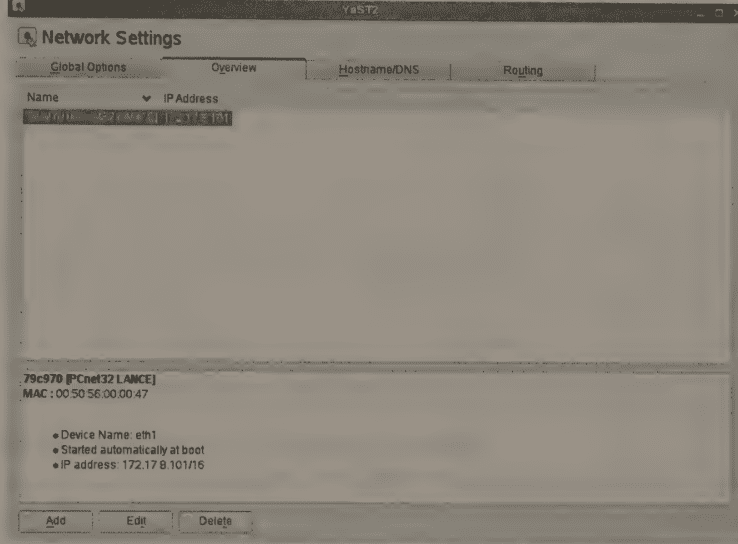 YaST2
Network Settings
Global Options
Overview
Hostname/DNS
Routing
Name
IP Address
79c970 [PCnet32 LANCE]
MAC : 00:50:56:00:00:47
Device Name: eth1
Started automatically at boot
IP address: 172.17.8.101/16
Add
Edit
Delete